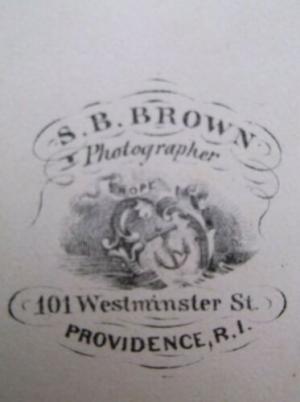 S. B. BROWN
Photographer
HOPE
101 Westminster St.
PROVIDENCE, R.I.